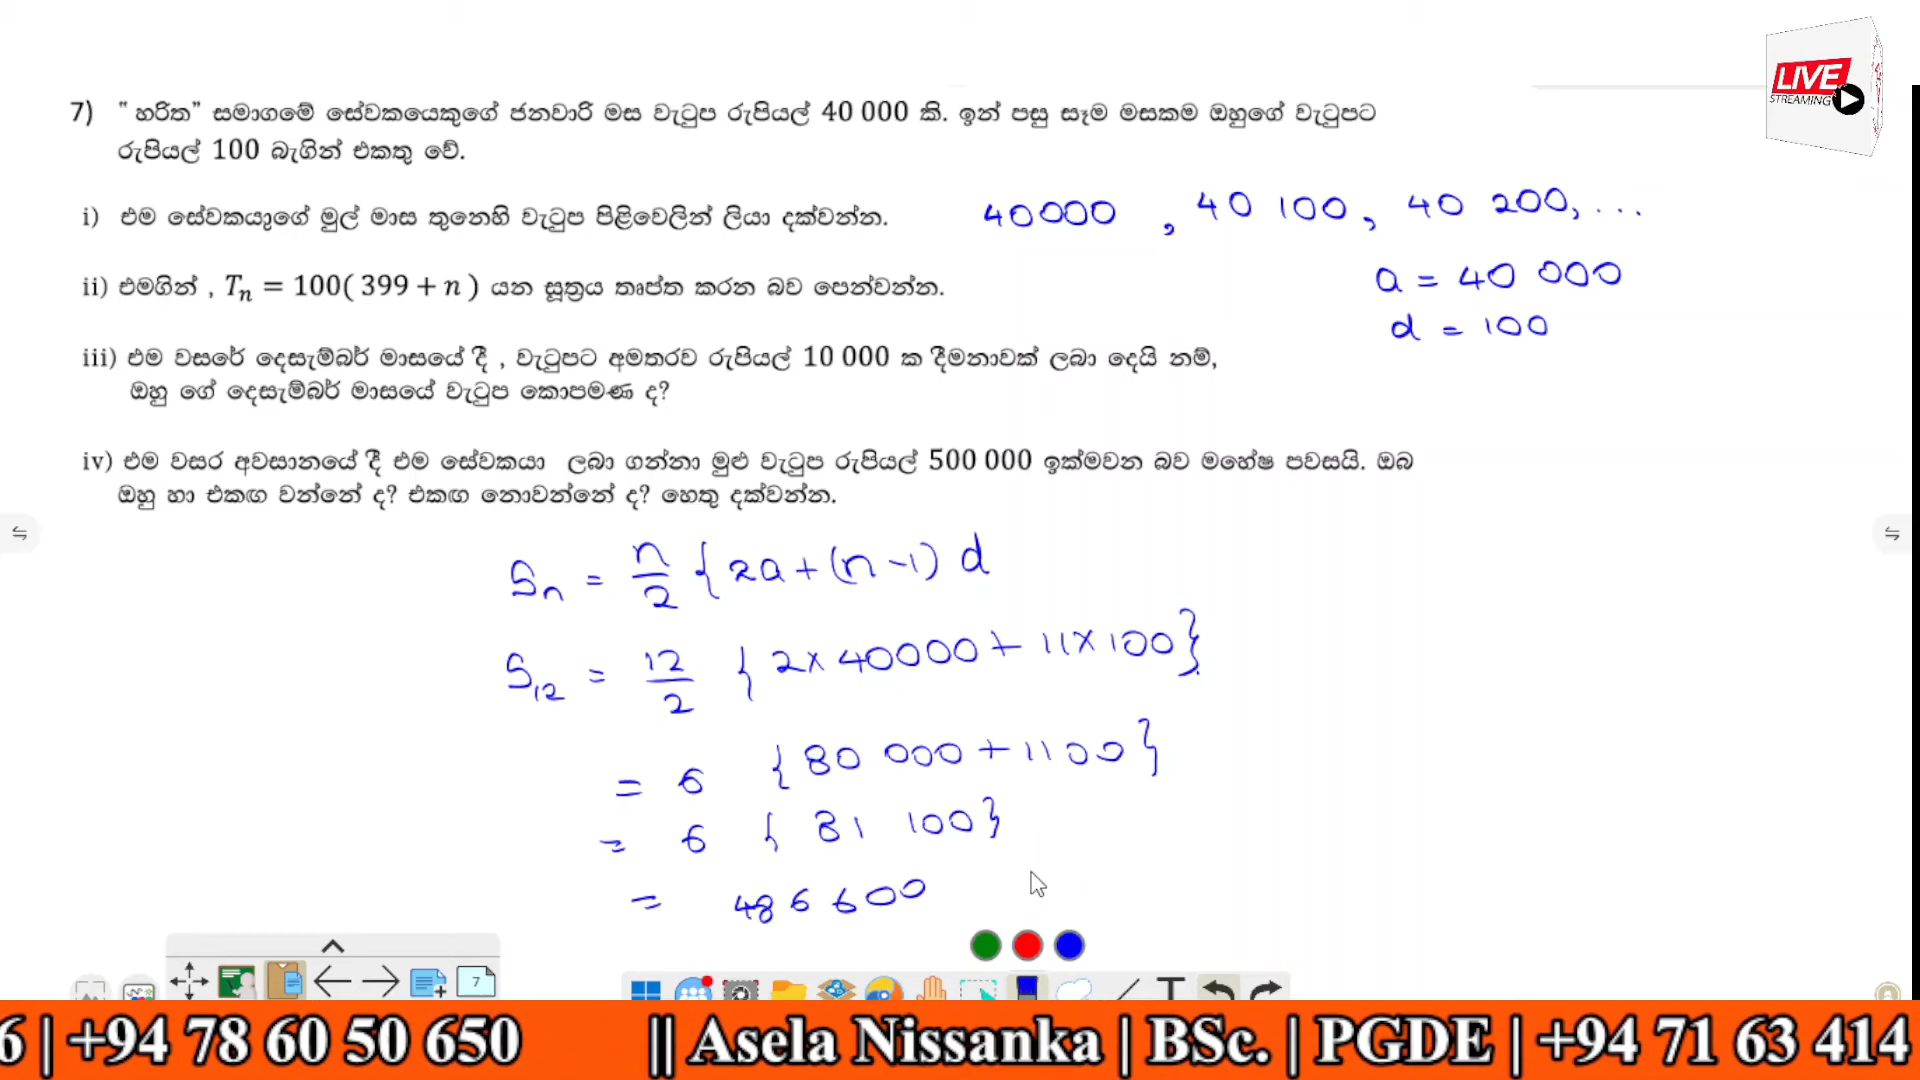 LIVE
STREAMING
7) “ හරිත” සමාගමේ සේවකයෙකුගේ ජනවාරි මස වැටුප රුපියල් 40 000 කි. ඉන් පසු සෑම මසකම ඔහුගේ වැටුපට
රුපියල් 100 බැගින් එකතු වේ.
i) එම සේවකයාුගේ මුල් මාස තුනෙහි වැටුප පිළිවෙලින් ලියා දක්වන්න.
40000 , 40 100, 40 200, ...
ii) එමගින් , Tn = 100( 399 + n ) යන සූත්‍රය තෘප්ත කරන බව පෙන්වන්න.
a = 40 000
d = 100
iii) එම වසරේ දෙසැම්බර් මාසයේ දී , වැටුපට අමතරව රුපියල් 10 000 ක දීමනාවක් ලබා දෙයි නම්,
ඔහු ගේ දෙසැම්බර් මාසයේ වැටුප කොපමණ ද?
iv) එම වසර අවසානයේ දී එම සේවකයා ලබා ගන්නා මුළු වැටුප රුපියල් 500 000 ඉක්මවන බව මහේෂ පවසයි. ඔබ
ඔහු හා එකඟ වන්නේ ද? එකඟ නොවන්නේ ද? හෙතු දක්වන්න.
Sn = n/2 { 2a + (n -1) d
S12 = 12/2 { 2 x 40000 + 11 x 100}
= 6 { 80 000 + 1100}
= 6 { 81 100}
= 486 600
7
6 | +94 78 60 50 650 || Asela Nissanka | BSc. | PGDE | +94 71 63 414